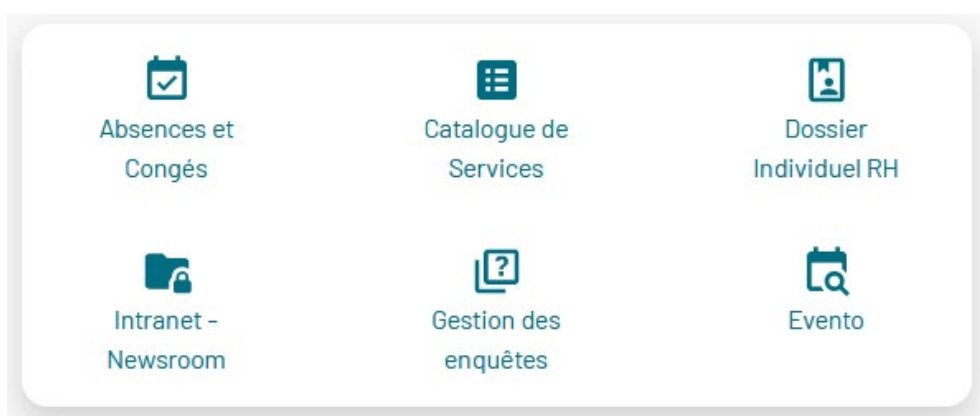 Absences et
Congés
Catalogue de
Services
Dossier
Individuel RH
Intranet -
Newsroom
Gestion des
enquêtes
Evento